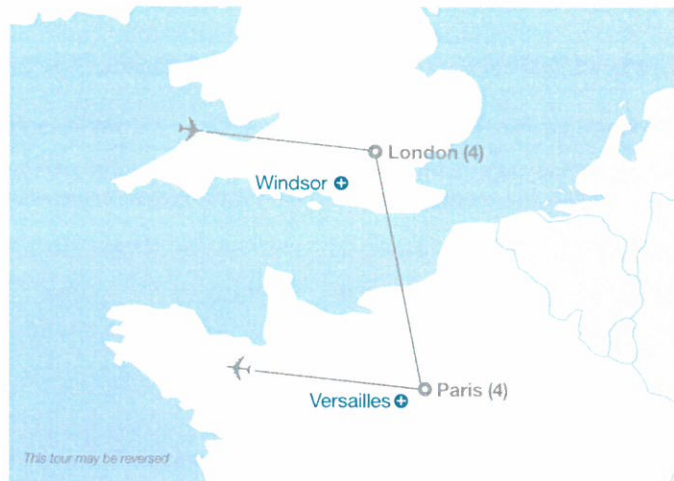 London (4)
Windsor
Versailles
Paris (4)
This tour may be reversed